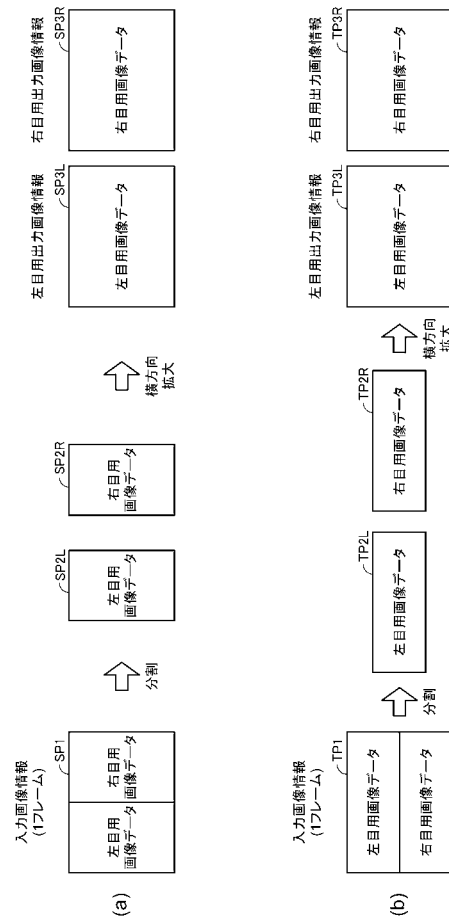 (a)
入力画像情報
(1フレーム)
SP1
左目用
画像データ
右目用
画像データ
分割
SP2L
左目用
画像データ
SP2R
右目用
画像データ
横方向
拡大
左目用出力画像情報
SP3L
左目用画像データ
右目用出力画像情報
SP3R
右目用画像データ
(b)
入力画像情報
(1フレーム)
TP1
左目用画像データ
右目用画像データ
分割
TP2L
左目用画像データ
TP2R
右目用画像データ
横方向
拡大
左目用出力画像情報
TP3L
左目用画像データ
右目用出力画像情報
TP3R
右目用画像データ